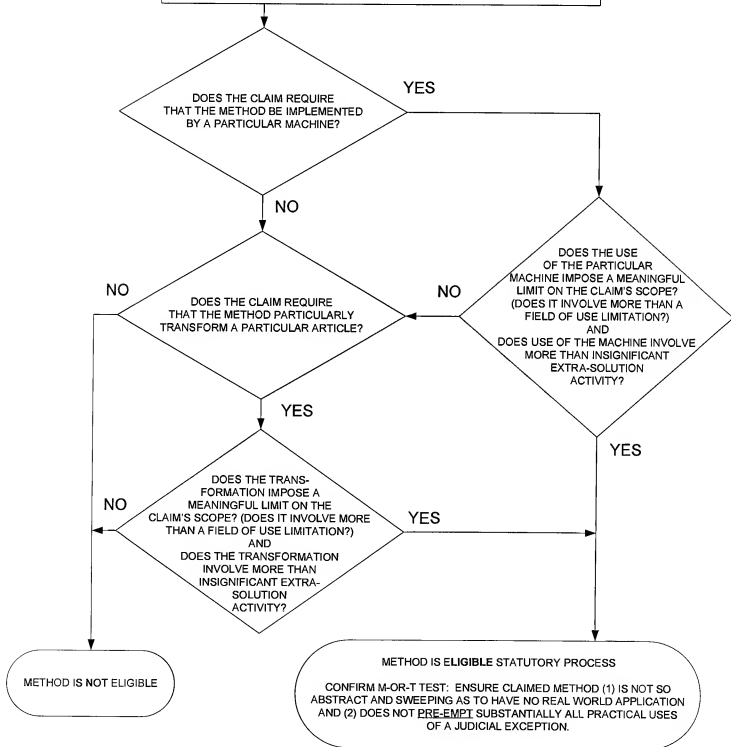 DOES THE CLAIM REQUIRE
THAT THE METHOD BE IMPLEMENTED
BY A PARTICULAR MACHINE?
YES
NO
DOES THE USE
OF THE PARTICULAR
MACHINE IMPOSE A MEANINGFUL
LIMIT ON THE CLAIM'S SCOPE?
(DOES IT INVOLVE MORE THAN A
FIELD OF USE LIMITATION?)
AND
DOES USE OF THE MACHINE INVOLVE
MORE THAN INSIGNIFICANT
EXTRA-SOLUTION
ACTIVITY?
NO
YES
DOES THE CLAIM REQUIRE
THAT THE METHOD PARTICULARLY
TRANSFORM A PARTICULAR ARTICLE?
NO
YES
DOES THE TRANS-
FORMATION IMPOSE A
MEANINGFUL LIMIT ON THE
CLAIM'S SCOPE? (DOES IT INVOLVE MORE
THAN A FIELD OF USE LIMITATION?)
AND
DOES THE TRANSFORMATION
INVOLVE MORE THAN
INSIGNIFICANT EXTRA-
SOLUTION
ACTIVITY?
NO
YES
METHOD IS NOT ELIGIBLE
METHOD IS ELIGIBLE STATUTORY PROCESS
CONFIRM M-OR-T TEST: ENSURE CLAIMED METHOD (1) IS NOT SO
ABSTRACT AND SWEEPING AS TO HAVE NO REAL WORLD APPLICATION
AND (2) DOES NOT PRE-EMPT SUBSTANTIALLY ALL PRACTICAL USES
OF A JUDICIAL EXCEPTION.